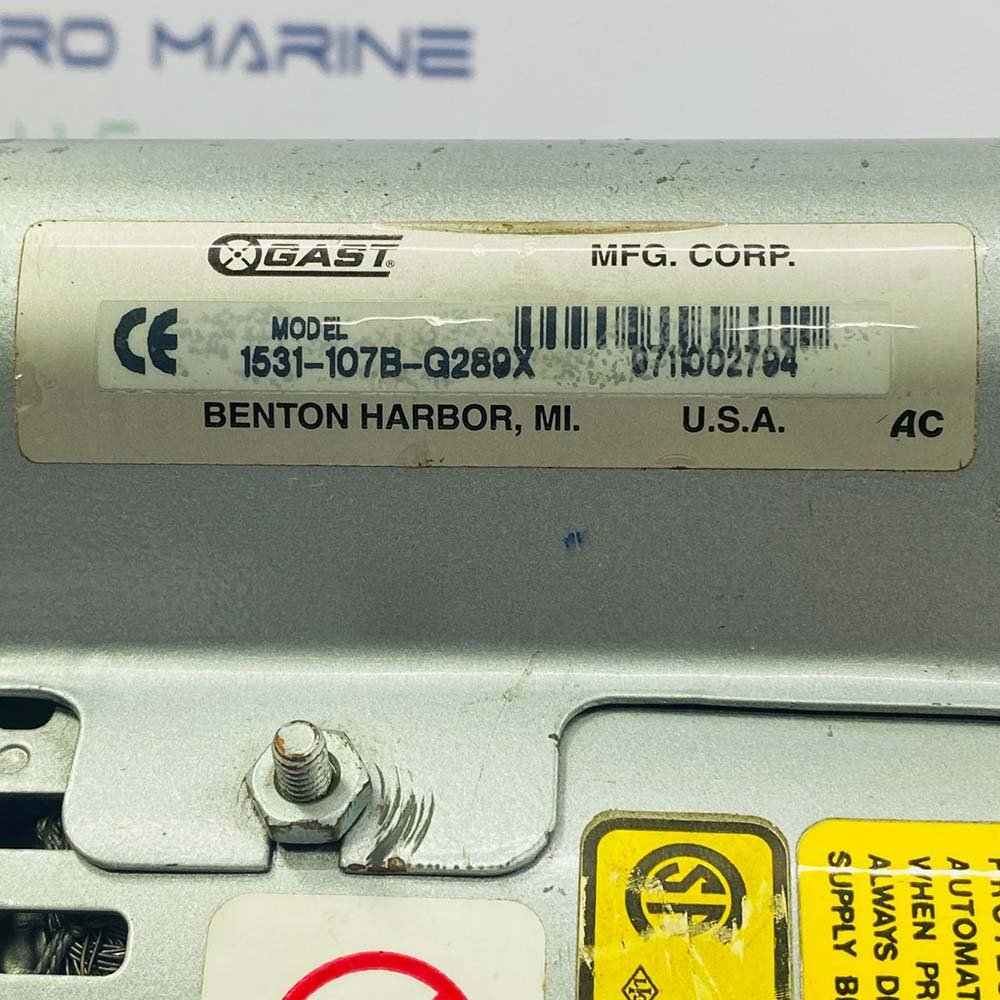 RO MARINE
GAST® MFG. CORP.
CE MODEL
1531-107B-G289X 9711002794
BENTON HARBOR, MI. U.S.A. AC
AUTOMAT
WHEN PR
ALWAYS D
SUPPLY B